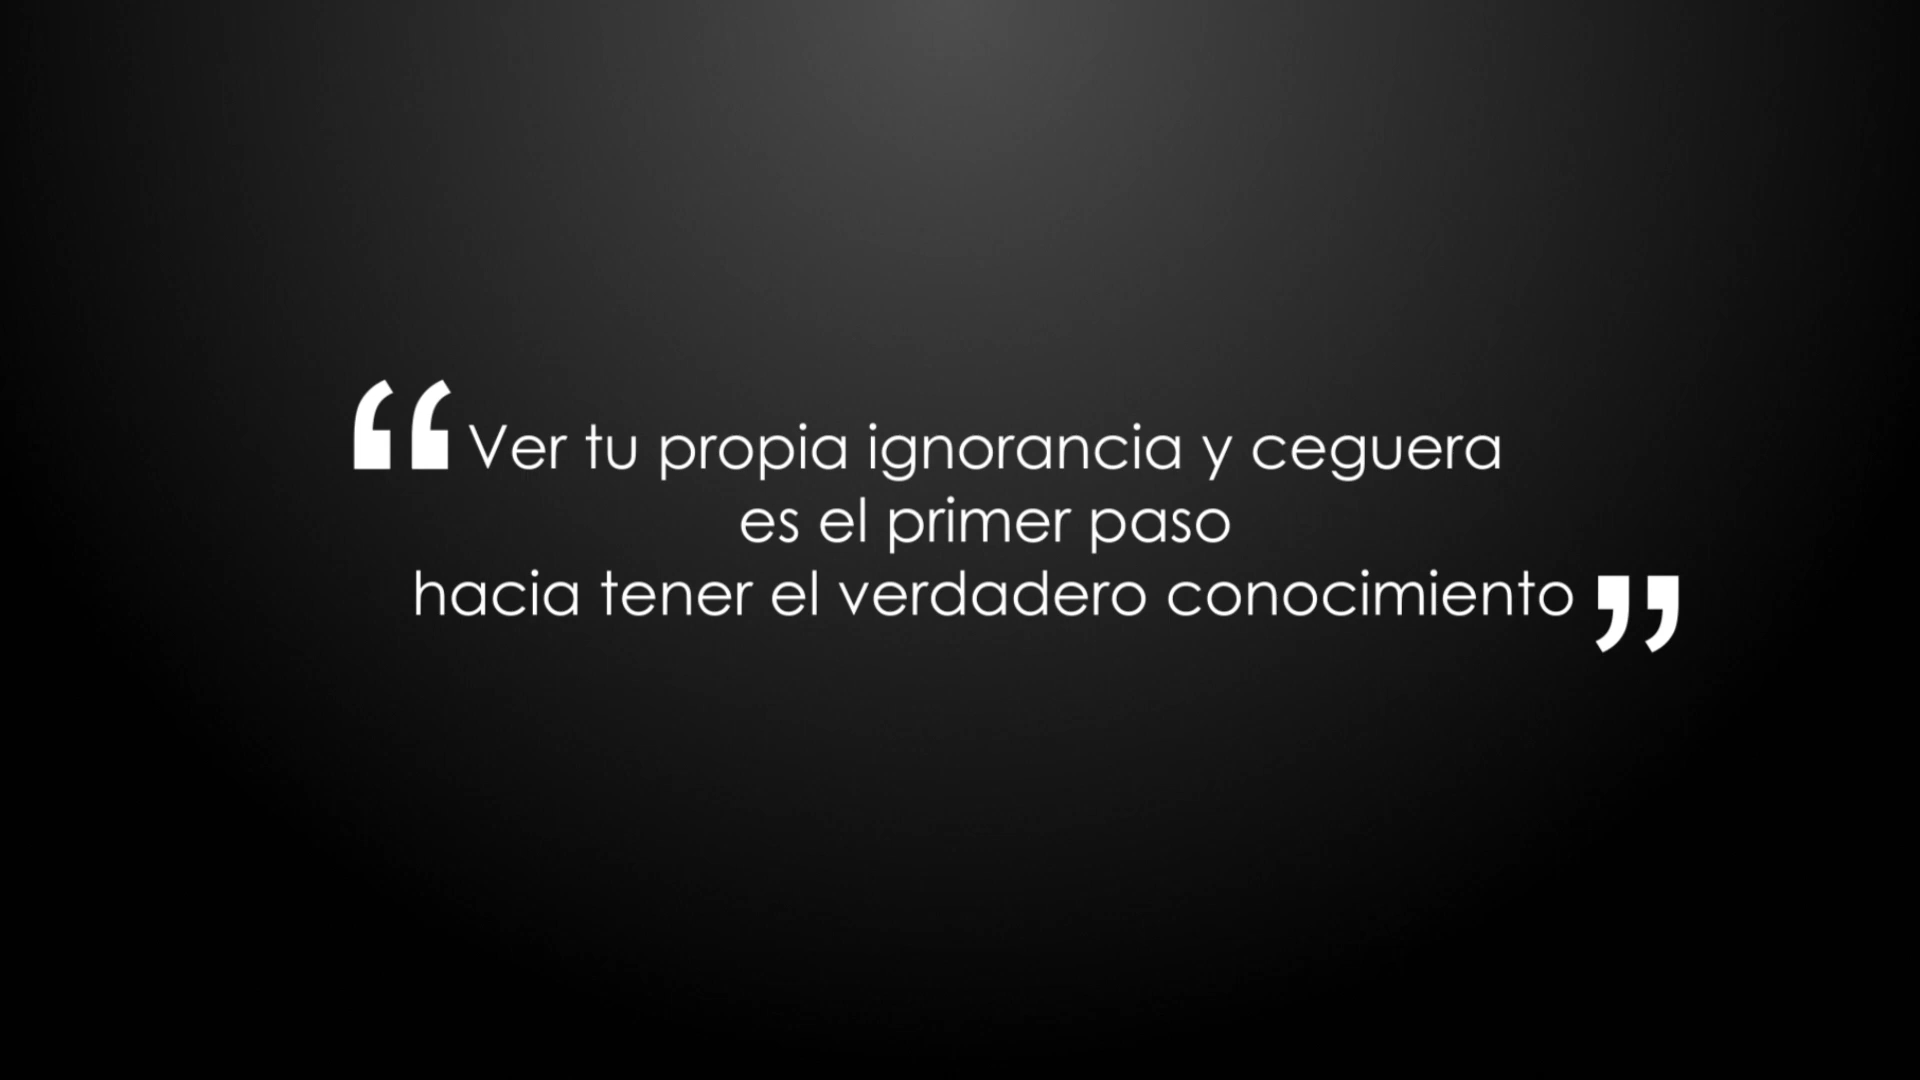 “Ver tu propia ignorancia y ceguera
es el primer paso
hacia tener el verdadero conocimiento”